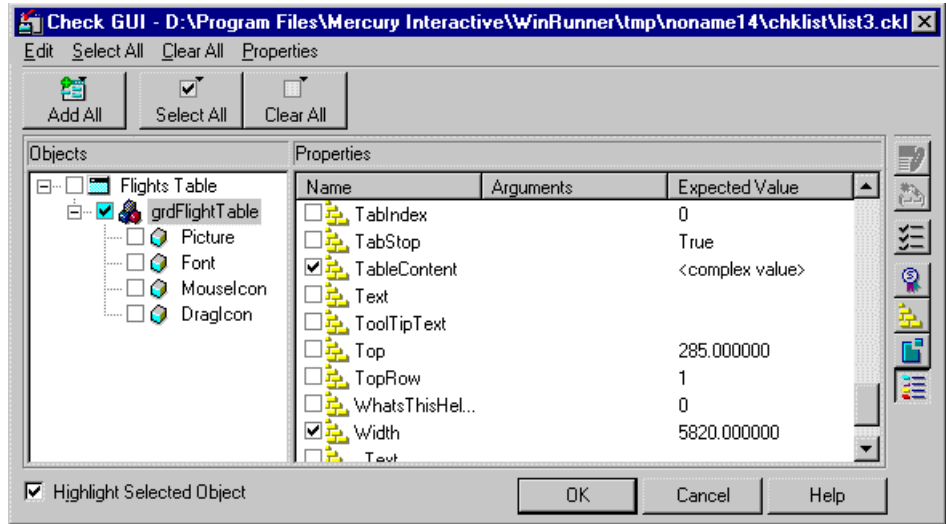 Check GUI - D:\Program Files\Mercury Interactive\WinRunner\tmp\noname14\chklist\list3.ckl
Edit Select All Clear All Properties
Add All Select All Clear All
Objects Properties
Flights Table
grdFlightTable
Picture
Font
MouseIcon
DragIcon
Name Arguments Expected Value
TabIndex 0
TabStop True
TableContent <complex value>
Text
ToolTipText
Top 285.000000
TopRow 1
WhatsThisHel... 0
Width 5820.000000
_Text
Highlight Selected Object OK Cancel Help